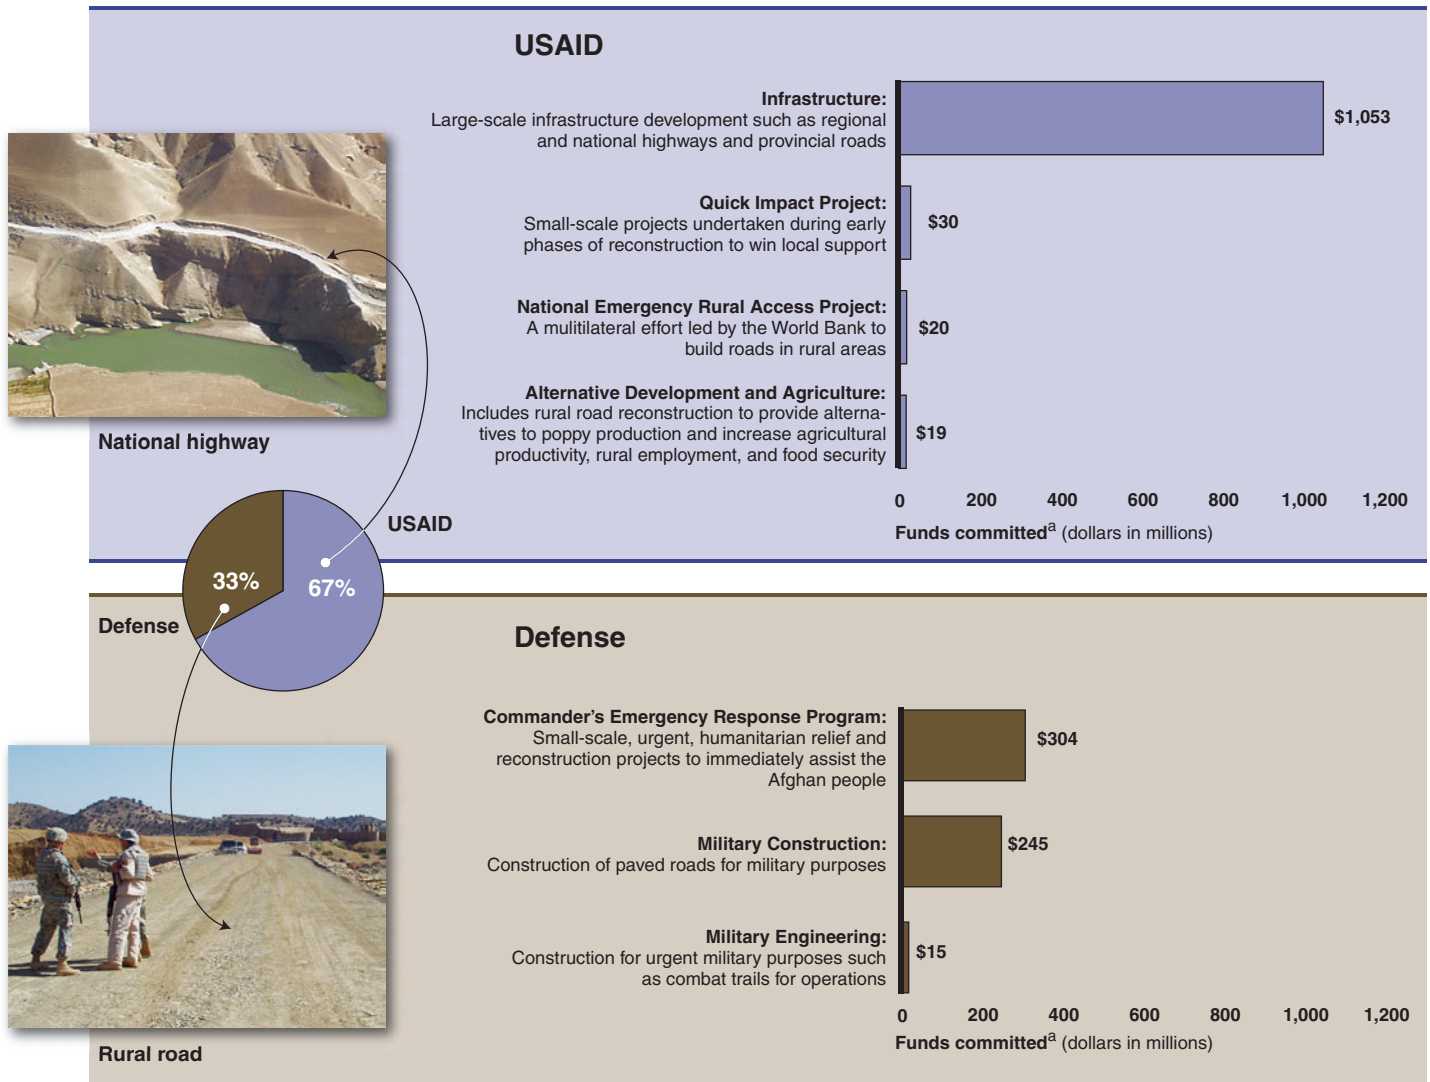 USAID
Infrastructure:
Large-scale infrastructure development such as regional
and national highways and provincial roads
$1,053
Quick Impact Project:
Small-scale projects undertaken during early
phases of reconstruction to win local support
$30
National Emergency Rural Access Project:
A mulitilateral effort led by the World Bank to
build roads in rural areas
$20
Alternative Development and Agriculture:
Includes rural road reconstruction to provide alterna-
tives to poppy production and increase agricultural
productivity, rural employment, and food security
$19
0 200 400 600 800 1,000 1,200
Funds committedᵃ (dollars in millions)
National highway
USAID
33%
67%
Defense
Defense
Commander's Emergency Response Program:
Small-scale, urgent, humanitarian relief and
reconstruction projects to immediately assist the
Afghan people
$304
Military Construction:
Construction of paved roads for military purposes
$245
Military Engineering:
Construction for urgent military purposes such
as combat trails for operations
$15
0 200 400 600 800 1,000 1,200
Funds committedᵃ (dollars in millions)
Rural road